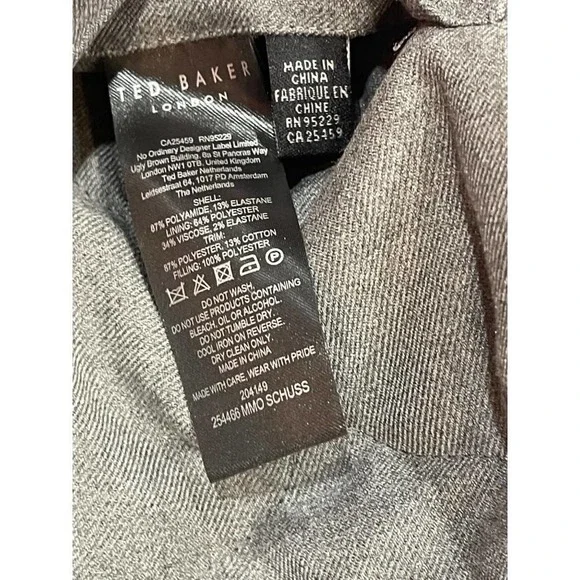 TED BAKER
LONDON
CA25459 RN95229
No Ordinary Designer Label Limited
Ugly Brown Building, 6a St Pancras Way
London NW1 0TB, United Kingdom
Ted Baker Netherlands
Leidsestraat 64, 1017 PD Amsterdam
The Netherlands
SHELL:
87% POLYAMIDE, 13% ELASTANE
LINING: 64% POLYESTER
34% VISCOSE, 2% ELASTANE
TRIM:
87% POLYESTER, 13% COTTON
FILLING: 100% POLYESTER
P
DO NOT WASH.
DO NOT USE PRODUCTS CONTAINING
BLEACH, OIL OR ALCOHOL.
DO NOT TUMBLE DRY.
COOL IRON ON REVERSE.
DRY CLEAN ONLY.
MADE IN CHINA
MADE WITH CARE, WEAR WITH PRIDE
204149
254466 MMO SCHUSS
MADE IN
CHINA
FABRIQUE EN
CHINE
RN95229
CA25459